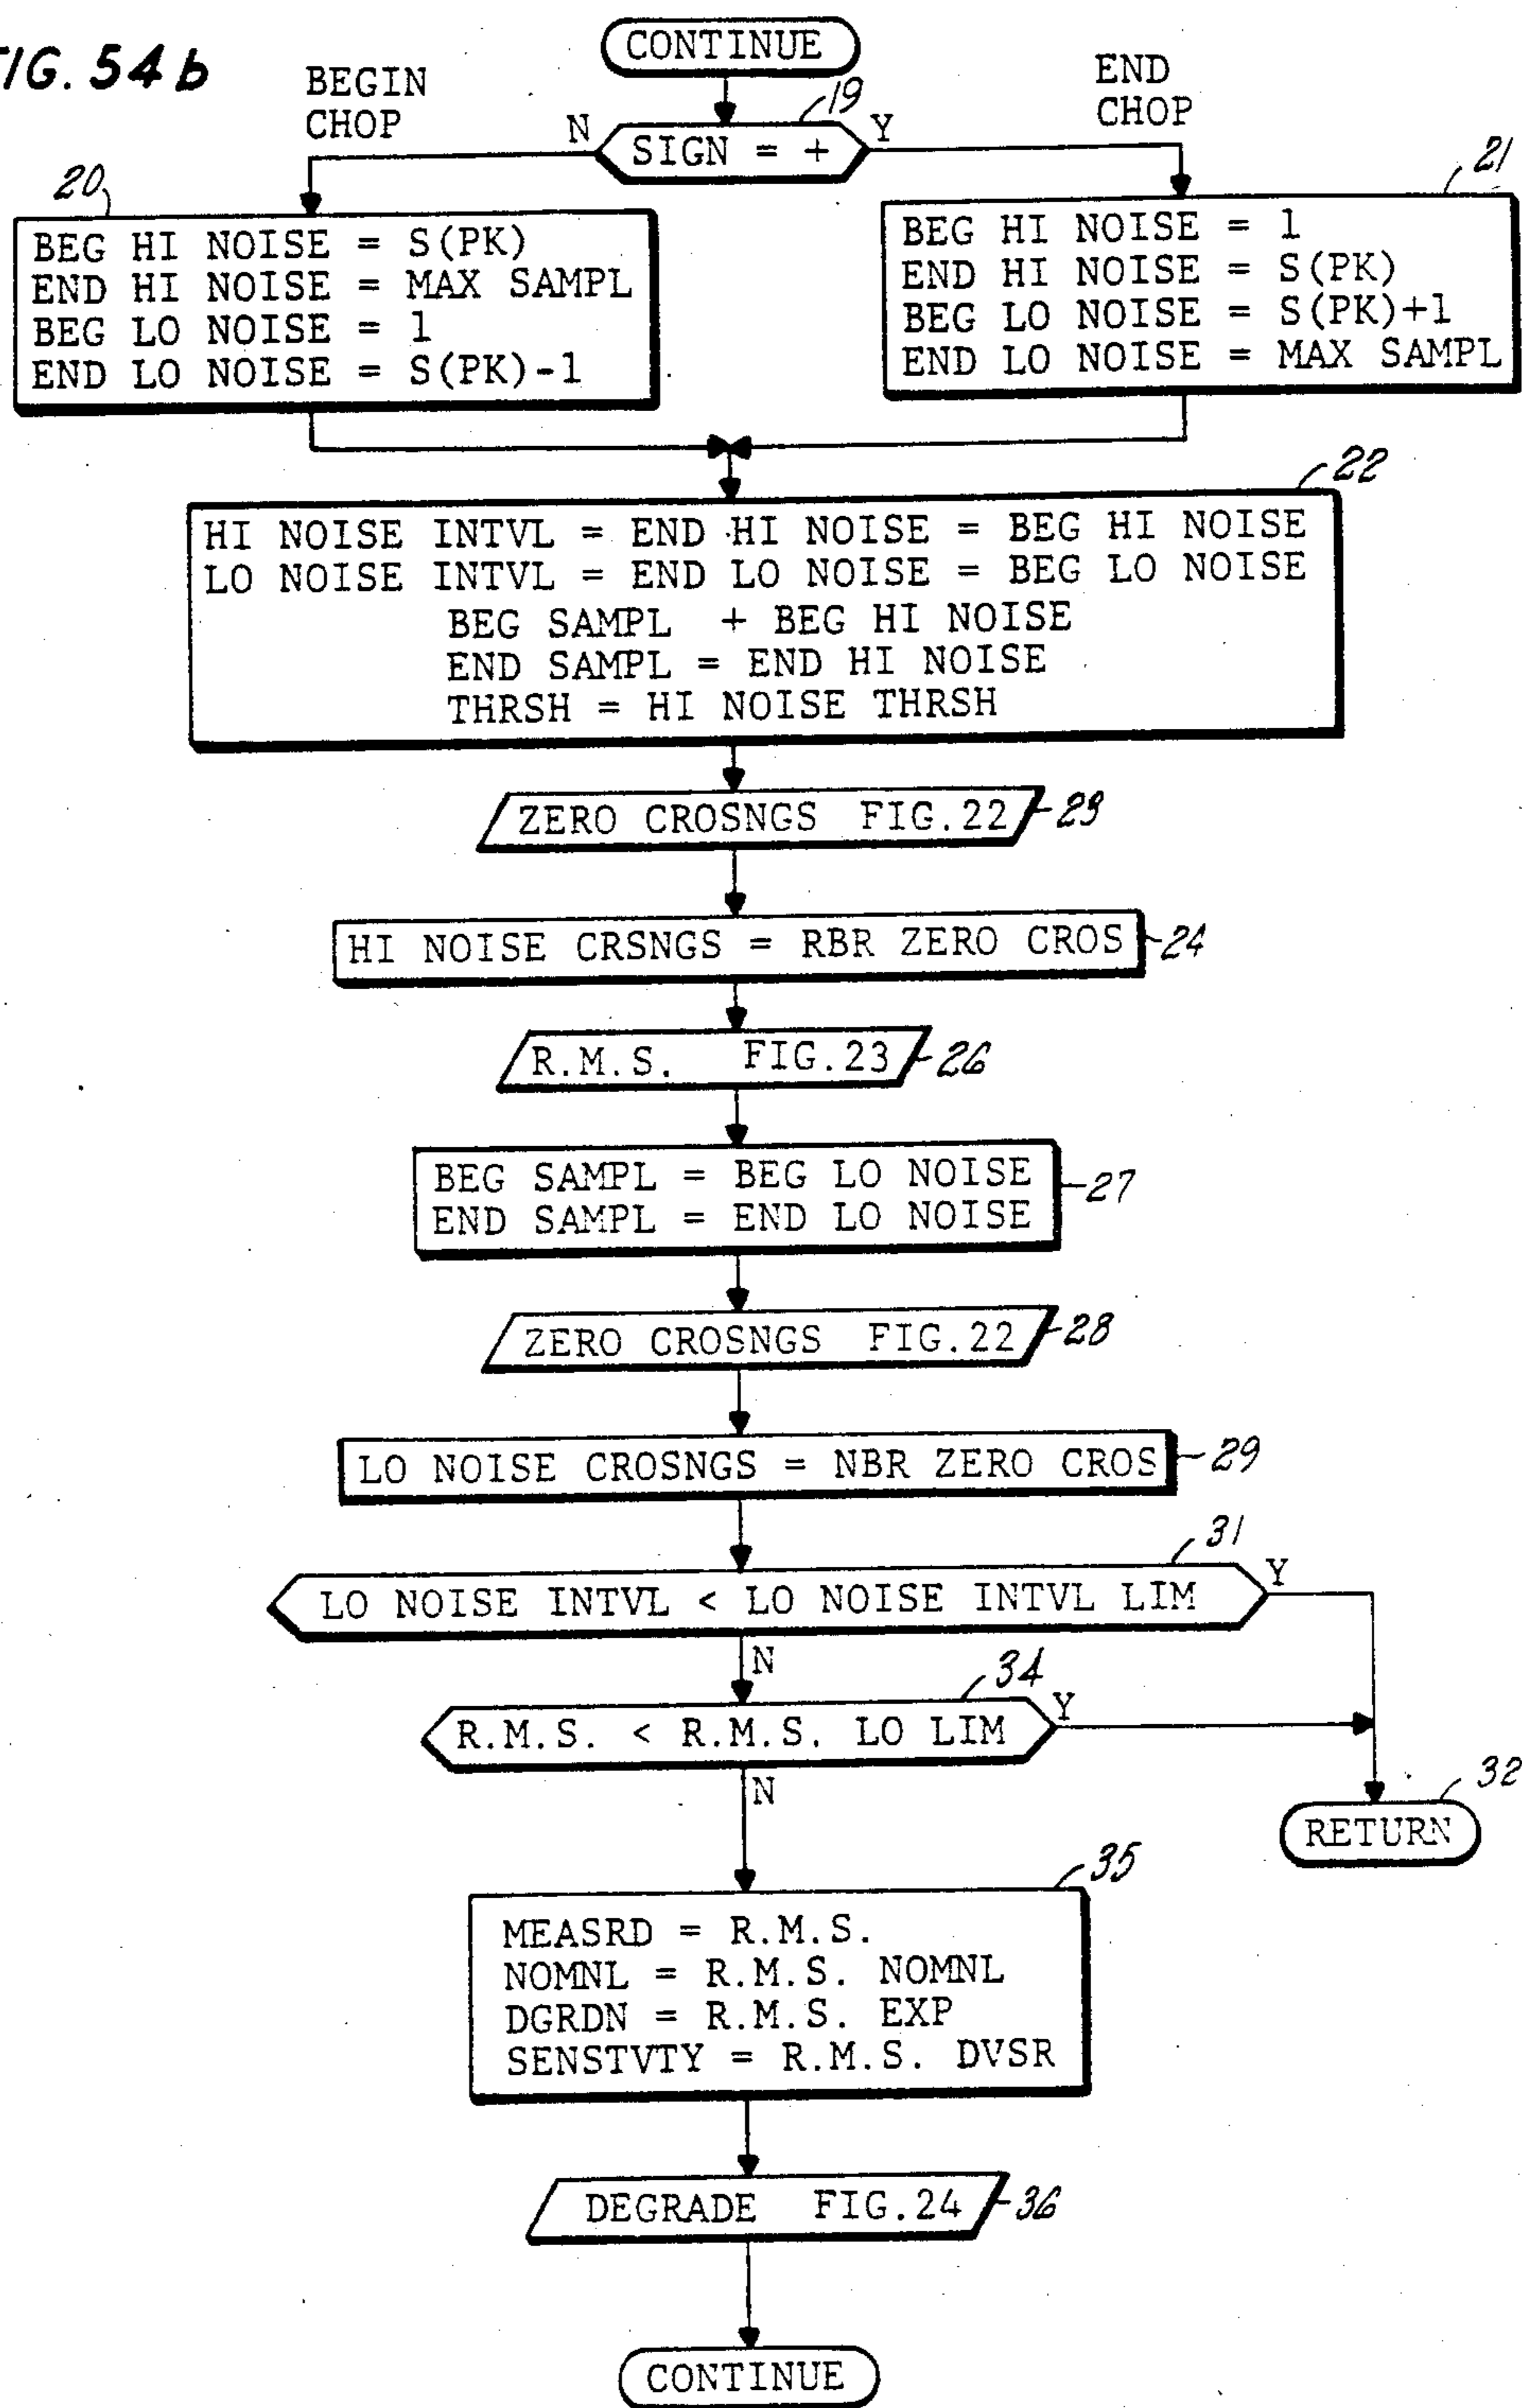 FIG. 54b
CONTINUE
BEGIN
CHOP
END
CHOP
19
N
SIGN = +
Y
20
BEG HI NOISE = S(PK)
END HI NOISE = MAX SAMPL
BEG LO NOISE = 1
END LO NOISE = S(PK)-1
21
BEG HI NOISE = 1
END HI NOISE = S(PK)
BEG LO NOISE = S(PK)+1
END LO NOISE = MAX SAMPL
22
HI NOISE INTVL = END HI NOISE = BEG HI NOISE
LO NOISE INTVL = END LO NOISE = BEG LO NOISE
BEG SAMPL + BEG HI NOISE
END SAMPL = END HI NOISE
THRSH = HI NOISE THRSH
ZERO CROSNGS FIG.22
23
HI NOISE CRSNGS = RBR ZERO CROS
24
R.M.S. FIG.23
26
BEG SAMPL = BEG LO NOISE
END SAMPL = END LO NOISE
27
ZERO CROSNGS FIG.22
28
LO NOISE CROSNGS = NBR ZERO CROS
29
31
LO NOISE INTVL < LO NOISE INTVL LIM
Y
N
34
R.M.S. < R.M.S. LO LIM
Y
N
32
RETURN
35
MEASRD = R.M.S.
NOMNL = R.M.S. NOMNL
DGRDN = R.M.S. EXP
SENSTVTY = R.M.S. DVSR
DEGRADE FIG.24
36
CONTINUE